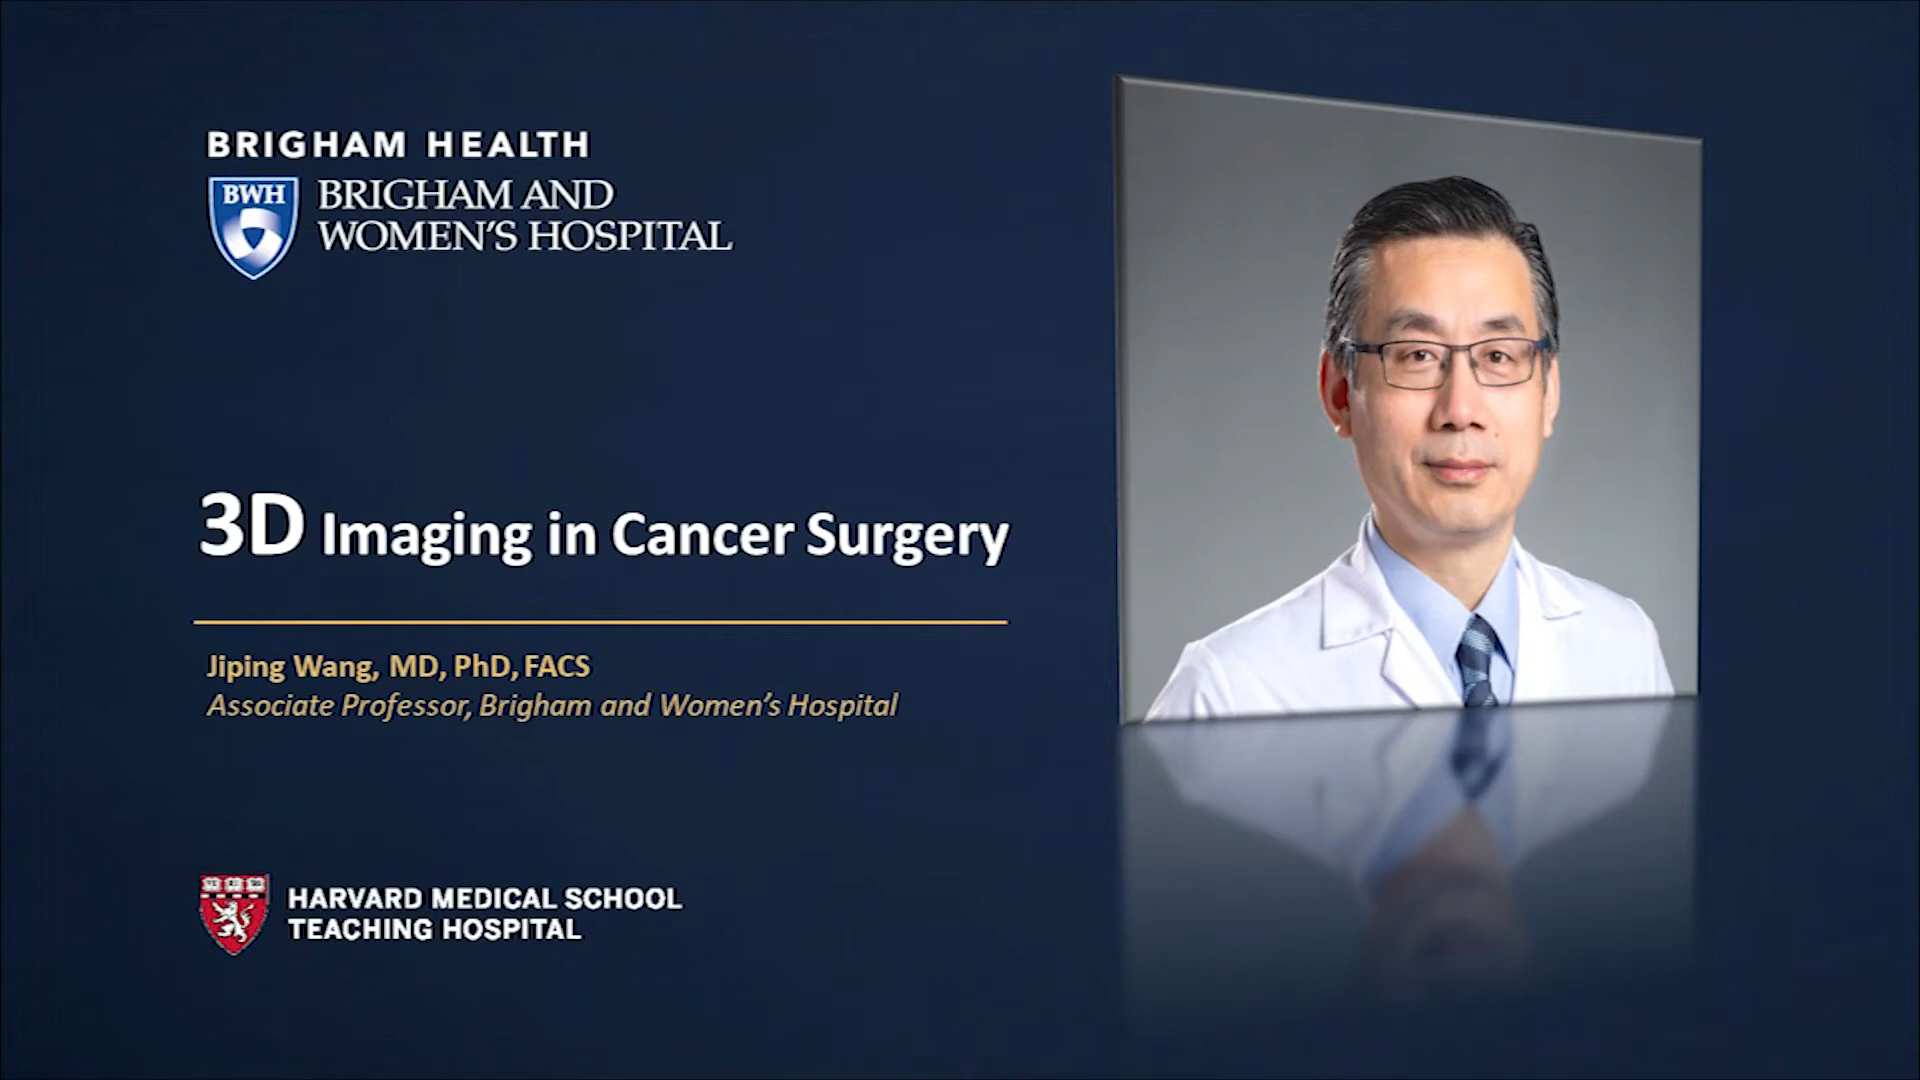 BRIGHAM HEALTH
BWH
BRIGHAM AND
WOMEN'S HOSPITAL
3D Imaging in Cancer Surgery
Jiping Wang, MD, PhD, FACS
Associate Professor, Brigham and Women's Hospital
HARVARD MEDICAL SCHOOL
TEACHING HOSPITAL